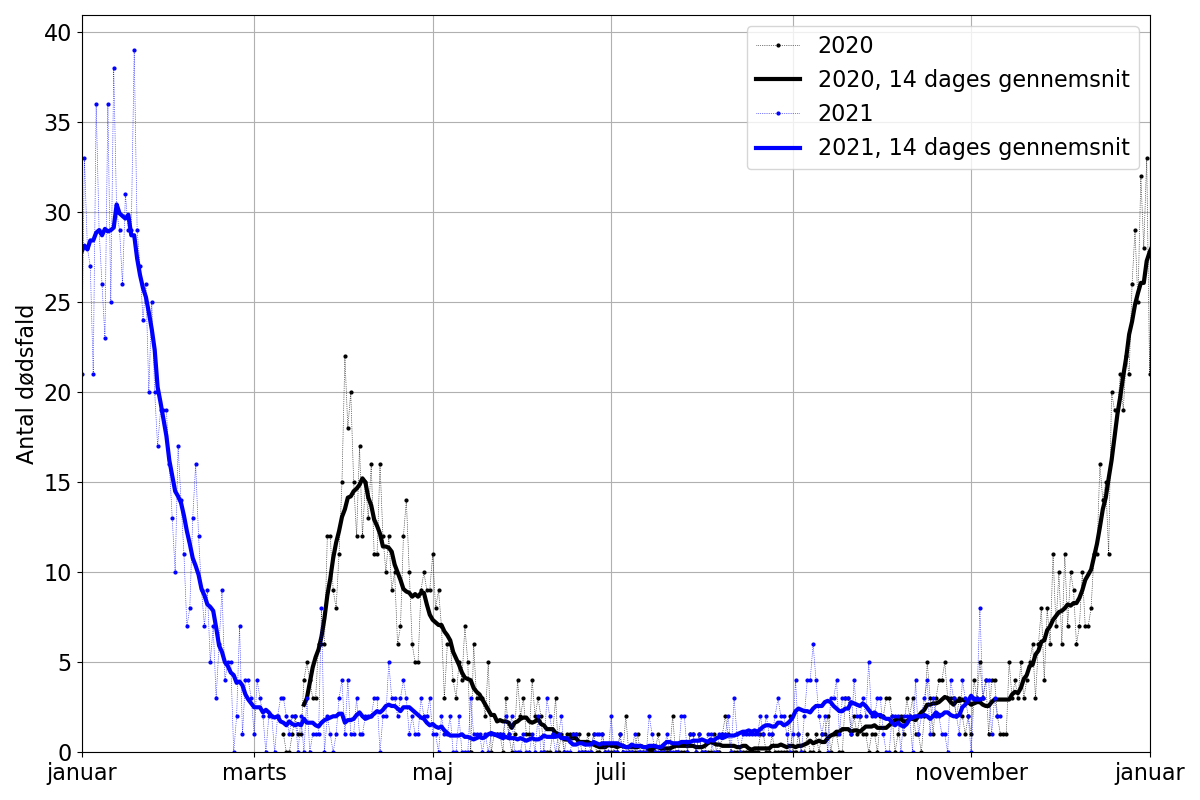 40
35
30
25
20
15
10
5
0
Antal dødsfald
2020
2020, 14 dages gennemsnit
2021
2021, 14 dages gennemsnit
januar marts maj juli september november januar